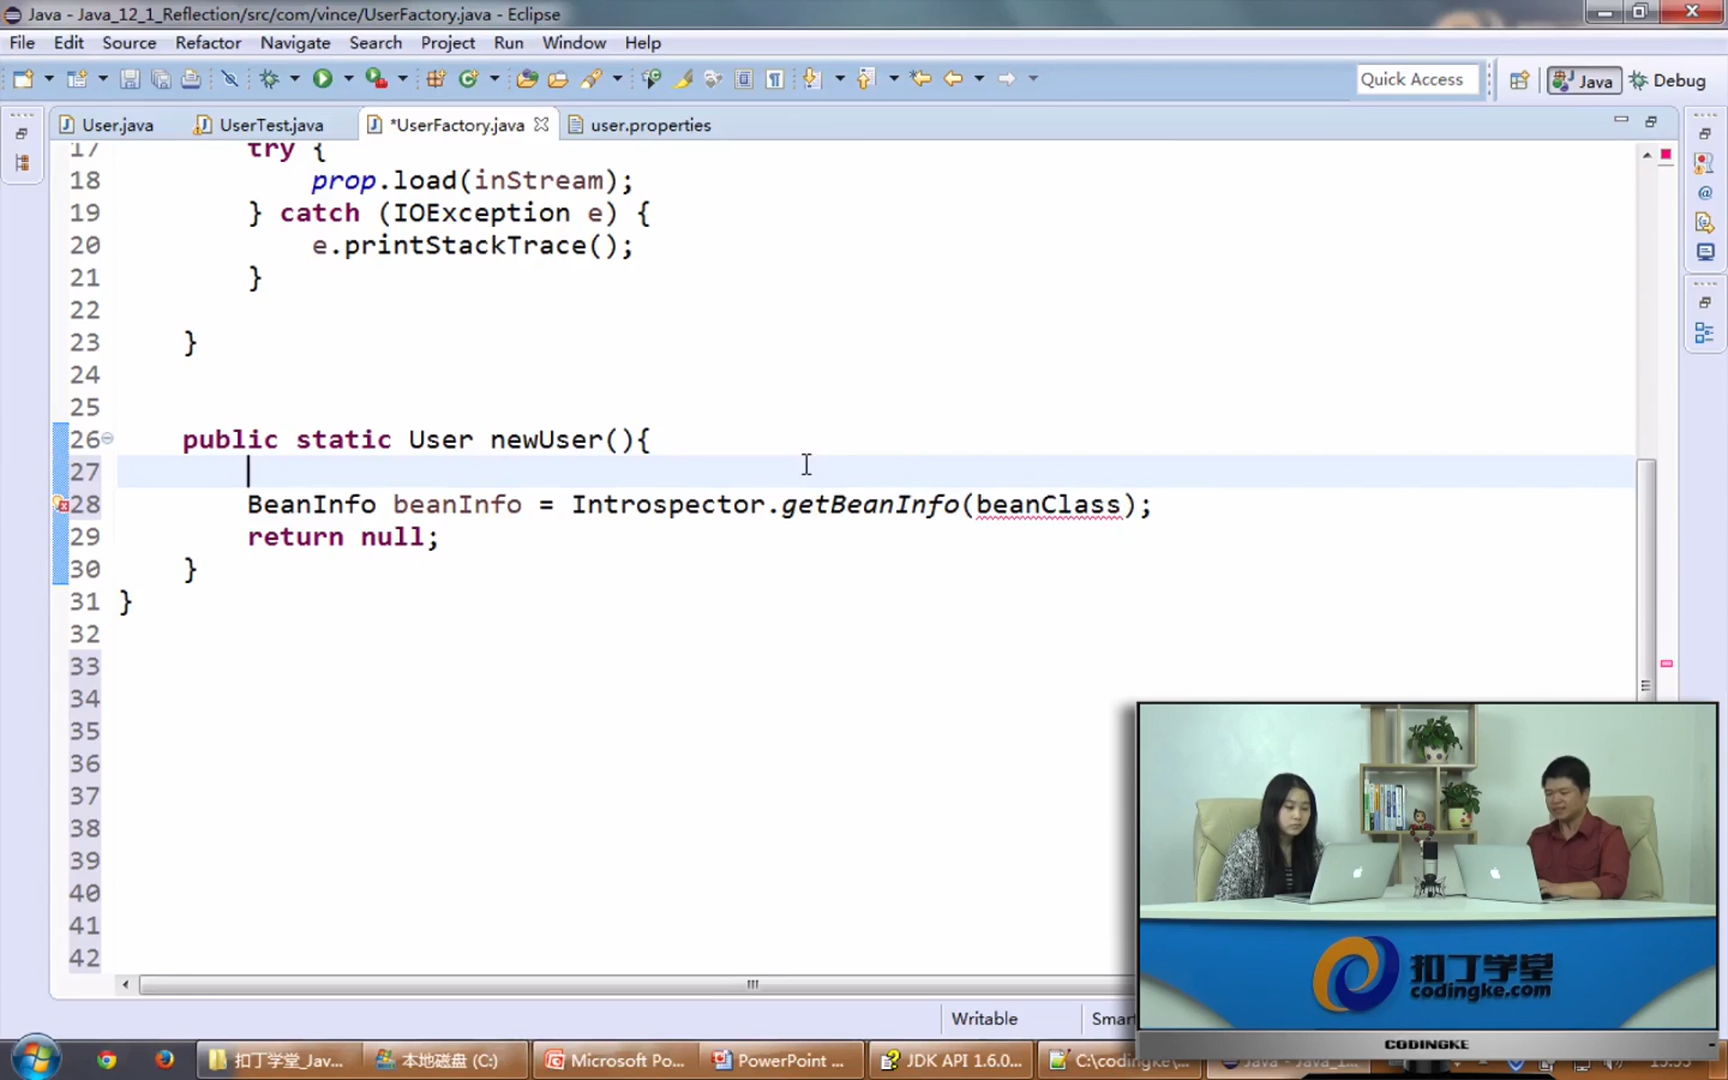 Java - Java_12_1_Reflection/src/com/vince/UserFactory.java - Eclipse
File Edit Source Refactor Navigate Search Project Run Window Help
Quick Access Java Debug
User.java UserTest.java *UserFactory.java user.properties
17 try {
18 prop.load(inStream);
19 } catch (IOException e) {
20 e.printStackTrace();
21 }
22
23 }
24
25
26 public static User newUser(){
27
28 BeanInfo beanInfo = Introspector.getBeanInfo(beanClass);
29 return null;
30 }
31 }
32
33
34
35
36
37
38
39
40
41
42
扣丁学堂
codingke.com
CODINGKE
Writable Smar
扣丁学堂_Jav... 本地磁盘 (C:) Microsoft Po... PowerPoint ... JDK API 1.6.0... C:\codingke\...